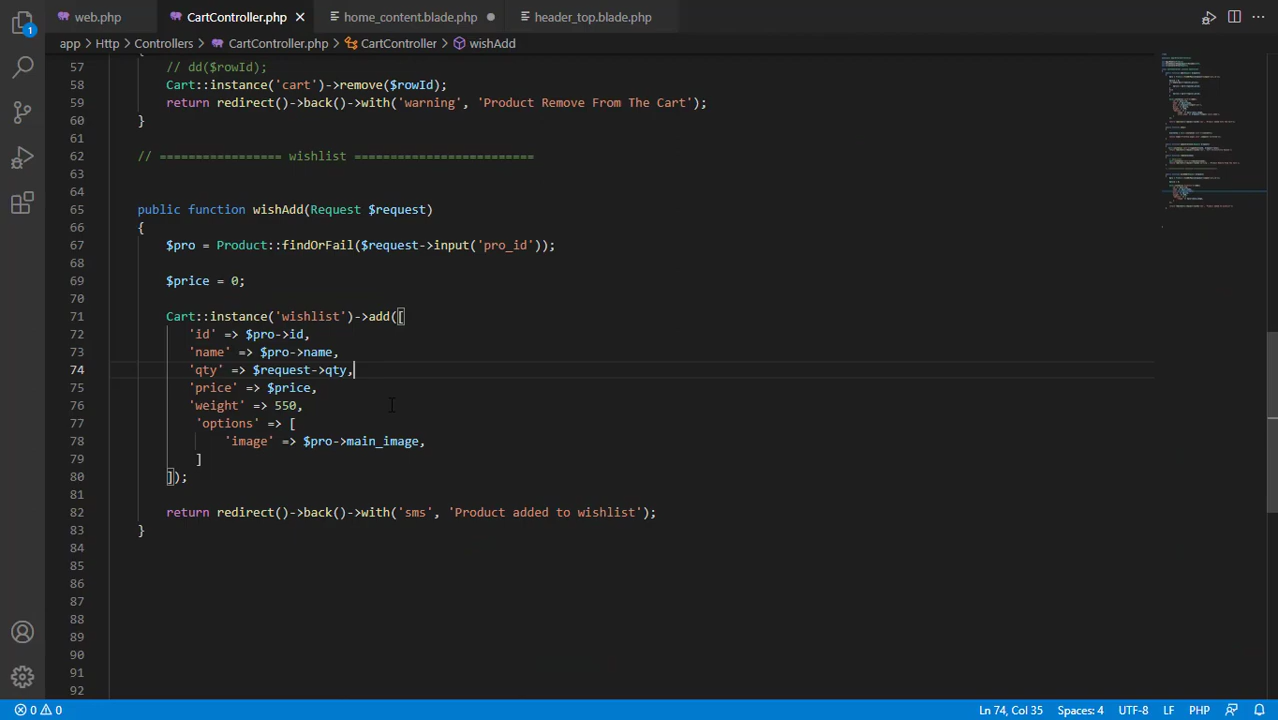 web.php
CartController.php
home_content.blade.php
header_top.blade.php
app > Http > Controllers > CartController.php > CartController > wishAdd
57 // dd($rowId);
58 Cart::instance('cart')->remove($rowId);
59 return redirect()->back()->with('warning', 'Product Remove From The Cart');
60 }
61
62 // ================= wishlist =========================
63
64
65 public function wishAdd(Request $request)
66 {
67 $pro = Product::findOrFail($request->input('pro_id'));
68
69 $price = 0;
70
71 Cart::instance('wishlist')->add([
72 'id' => $pro->id,
73 'name' => $pro->name,
74 'qty' => $request->qty,
75 'price' => $price,
76 'weight' => 550,
77 'options' => [
78 'image' => $pro->main_image,
79 ]
80 ]);
81
82 return redirect()->back()->with('sms', 'Product added to wishlist');
83 }
84
85
86
87
88
89
90
91
92
1
0 0 Ln 74, Col 35 Spaces: 4 UTF-8 LF PHP